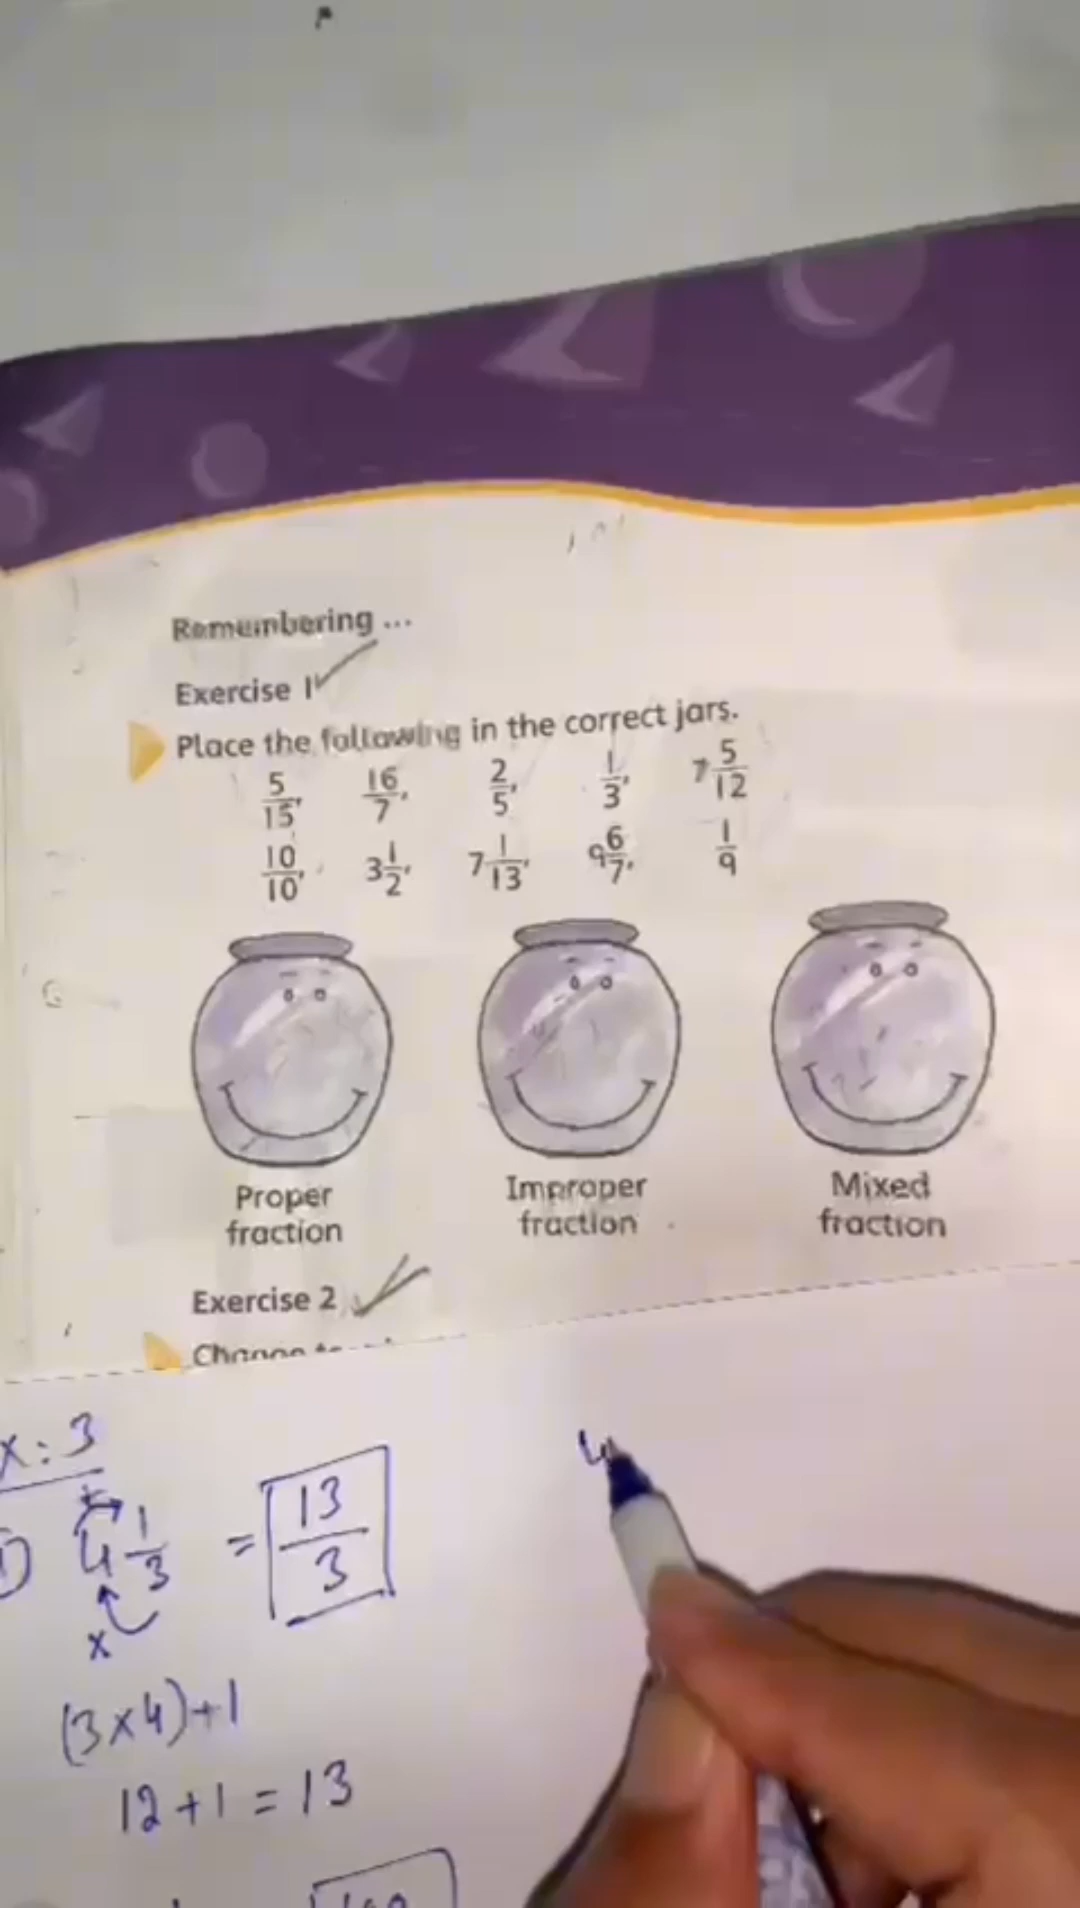 Remembering ...
Exercise 1
Place the following in the correct jars.
5/15, 16/7, 2/5, 1/3, 7 5/12
10/10, 3 1/2, 7 1/13, 9 6/7, 1/9
Proper fraction
Improper fraction
Mixed fraction
Exercise 2
x:3
4 1/3 = 13/3
+
x
(3x4)+1
12+1=13